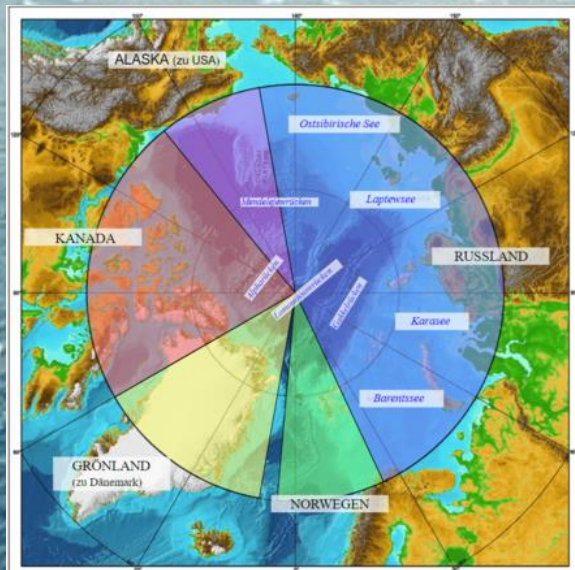 ALASKA (zu USA)
Ostsibirische See
Laptewsee
KANADA
RUSSLAND
Karasee
Barentssee
GRÖNLAND
(zu Dänemark)
NORWEGEN